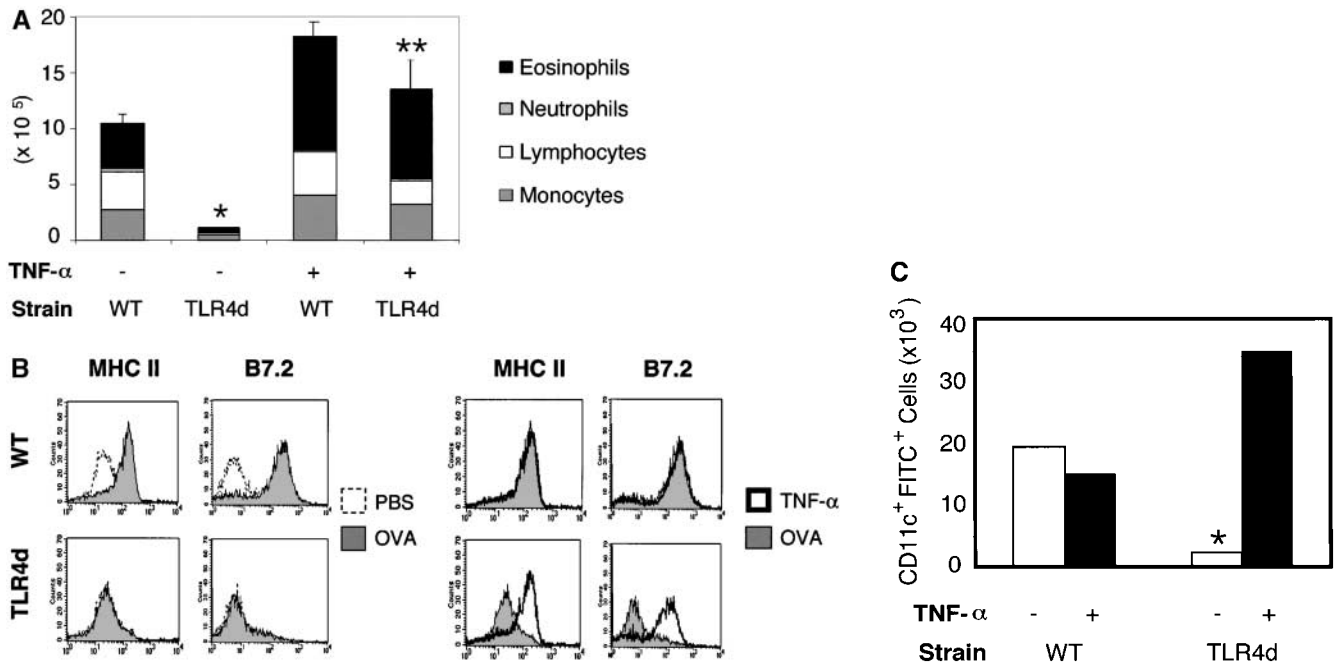 A
20
15
10
5
0
(x 10 5)
*
**
Eosinophils
Neutrophils
Lymphocytes
Monocytes
TNF-α - - + +
Strain WT TLR4d WT TLR4d
B
MHC II B7.2 MHC II B7.2
WT
TLR4d
Counts
PBS
OVA
TNF-α
OVA
C
CD11c+ FITC+ Cells (x103)
40
30
20
10
0
*
TNF-α - + - +
Strain WT TLR4d